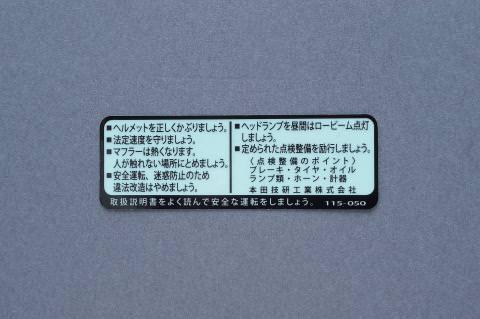 ■ヘルメットを正しくかぶりましょう。
■法定速度を守りましょう。
■マフラーは熱くなります。
人が触れない場所にとめましょう。
■安全運転、迷惑防止のため
違法改造はやめましょう。
■ヘッドランプを昼間はロービーム点灯
しましょう。
■定められた点検整備を励行しましょう。
(点検整備のポイント)
ブレーキ・タイヤ・オイル
ランプ類・ホーン・計器
本田技研工業株式会社
取扱説明書をよく読んで安全な運転をしましょう。 115-050